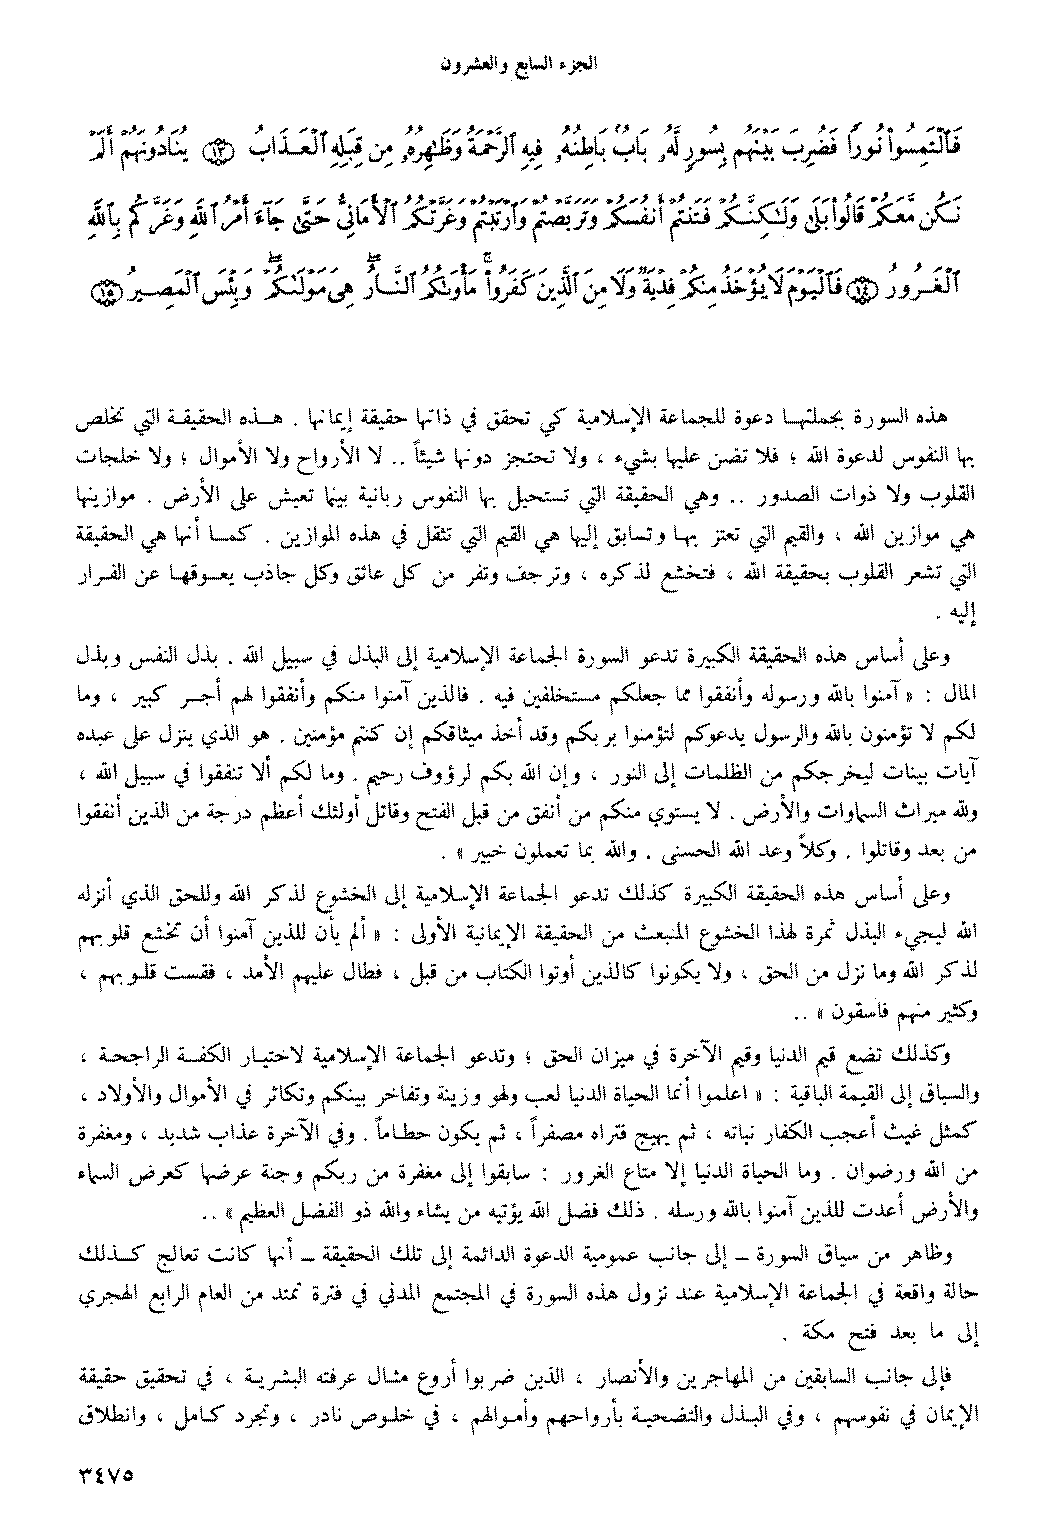 الجزء السابع والعشرون
فَٱلْتَمِسُوا۟ نُورًا فَضُرِبَ بَيْنَهُم بِسُورٍ لَّهُۥ بَابٌۢ بَاطِنُهُۥ فِيهِ ٱلرَّحْمَةُ وَظَـٰهِرُهُۥ مِن قِبَلِهِ ٱلْعَذَابُ ۝١٣ يُنَادُونَهُمْ أَلَمْ
نَكُن مَّعَكُمْ قَالُوا۟ بَلَىٰ وَلَـٰكِنَّكُمْ فَتَنتُمْ أَنفُسَكُمْ وَتَرَبَّصْتُمْ وَٱرْتَبْتُمْ وَغَرَّتْكُمُ ٱلْأَمَانِىُّ حَتَّىٰ جَآءَ أَمْرُ ٱللَّهِ وَغَرَّكُم بِٱللَّهِ
ٱلْغَرُورُ ۝١٤ فَٱلْيَوْمَ لَا يُؤْخَذُ مِنكُمْ فِدْيَةٌ وَلَا مِنَ ٱلَّذِينَ كَفَرُوا۟ ۚ مَأْوَىٰكُمُ ٱلنَّارُ ۖ هِىَ مَوْلَىٰكُمْ ۖ وَبِئْسَ ٱلْمَصِيرُ ۝١٥
هذه السورة بجملتها دعوة للجماعة الإسلامية كي تحقق في ذاتها حقيقة إيمانها . هذه الحقيقة التي تخلص
بها النفوس لدعوة الله ؛ فلا تضن عليها بشيء ، ولا تحتجز دونها شيئاً .. لا الأرواح ولا الأموال ؛ ولا خلجات
القلوب ولا ذوات الصدور .. وهي الحقيقة التي تستحيل بها النفوس ربانية بينما تعيش على الأرض . موازينها
هي موازين الله ، والقيم التي تعتز بها وتسابق إليها هي القيم التي تثقل في هذه الموازين . كما أنها هي الحقيقة
التي تشعر القلوب بحقيقة الله ، فتخشع لذكره ، وترجف وتفر من كل عائق وكل جاذب يعوقها عن الفرار
إليه .
وعلى أساس هذه الحقيقة الكبيرة تدعو السورة الجماعة الإسلامية إلى البذل في سبيل الله . بذل النفس وبذل
المال : « آمنوا بالله ورسوله وأنفقوا مما جعلكم مستخلفين فيه . فالذين آمنوا منكم وأنفقوا لهم أجر كبير ، وما
لكم لا تؤمنون بالله والرسول يدعوكم لتؤمنوا بربكم وقد أخذ ميثاقكم إن كنتم مؤمنين . هو الذي ينزل على عبده
آيات بينات ليخرجكم من الظلمات إلى النور ، وإن الله بكم لرؤوف رحيم . وما لكم ألا تنفقوا في سبيل الله ،
ولله ميراث السماوات والأرض . لا يستوي منكم من أنفق من قبل الفتح وقاتل أولئك أعظم درجة من الذين أنفقوا
من بعد وقاتلوا . وكلاً وعد الله الحسنى . والله بما تعملون خبير » .
وعلى أساس هذه الحقيقة الكبيرة كذلك تدعو الجماعة الإسلامية إلى الخشوع لذكر الله وللحق الذي أنزله
الله ليجيء البذل ثمرة لهذا الخشوع المنبعث من الحقيقة الإيمانية الأولى : « ألم يأن للذين آمنوا أن تخشع قلوبهم
لذكر الله وما نزل من الحق ، ولا يكونوا كالذين أوتوا الكتاب من قبل ، فطال عليهم الأمد ، فقست قلوبهم ،
وكثير منهم فاسقون » ..
وكذلك تضع قيم الدنيا وقيم الآخرة في ميزان الحق ؛ وتدعو الجماعة الإسلامية لاختيار الكفة الراجحة ،
والسباق إلى القيمة الباقية : « اعلموا أنما الحياة الدنيا لعب ولهو وزينة وتفاخر بينكم وتكاثر في الأموال والأولاد ،
كمثل غيث أعجب الكفار نباته ، ثم يهيج فتراه مصفراً ، ثم يكون حطاماً . وفي الآخرة عذاب شديد ، ومغفرة
من الله ورضوان . وما الحياة الدنيا إلا متاع الغرور : سابقوا إلى مغفرة من ربكم وجنة عرضها كعرض السماء
والأرض أعدت للذين آمنوا بالله ورسله . ذلك فضل الله يؤتيه من يشاء والله ذو الفضل العظيم » ..
وظاهر من سياق السورة – إلى جانب عمومية الدعوة الدائمة إلى تلك الحقيقة – أنها كانت تعالج كذلك
حالة واقعة في الجماعة الإسلامية عند نزول هذه السورة في المجتمع المدني في فترة تمتد من العام الرابع الهجري
إلى ما بعد فتح مكة .
فإلى جانب السابقين من المهاجرين والأنصار ، الذين ضربوا أروع مثال عرفته البشرية ، في تحقيق حقيقة
الإيمان في نفوسهم ، وفي البذل والتضحية بأرواحهم وأموالهم ، في خلوص نادر ، وتجرد كامل ، وانطلاق
٣٤٧٥